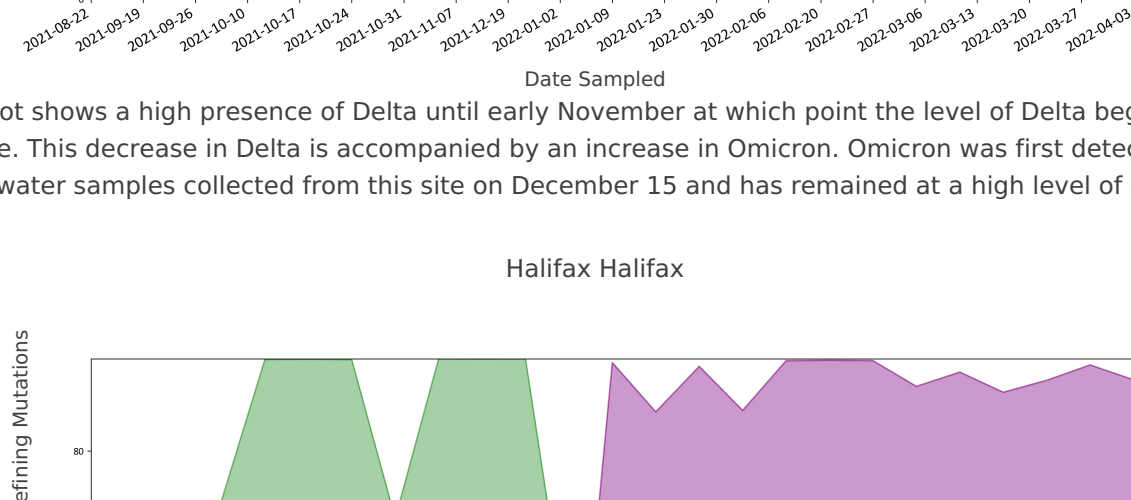 2021-08-22 2021-09-19 2021-09-26 2021-10-10 2021-10-17 2021-10-24 2021-10-31 2021-11-07 2021-12-19 2022-01-02 2022-01-09 2022-01-23 2022-01-30 2022-02-06 2022-02-20 2022-02-27 2022-03-06 2022-03-13 2022-03-20 2022-03-27 2022-04-03
Date Sampled
ot shows a high presence of Delta until early November at which point the level of Delta beg
e. This decrease in Delta is accompanied by an increase in Omicron. Omicron was first detec
water samples collected from this site on December 15 and has remained at a high level of
Halifax Halifax
efining Mutations
80